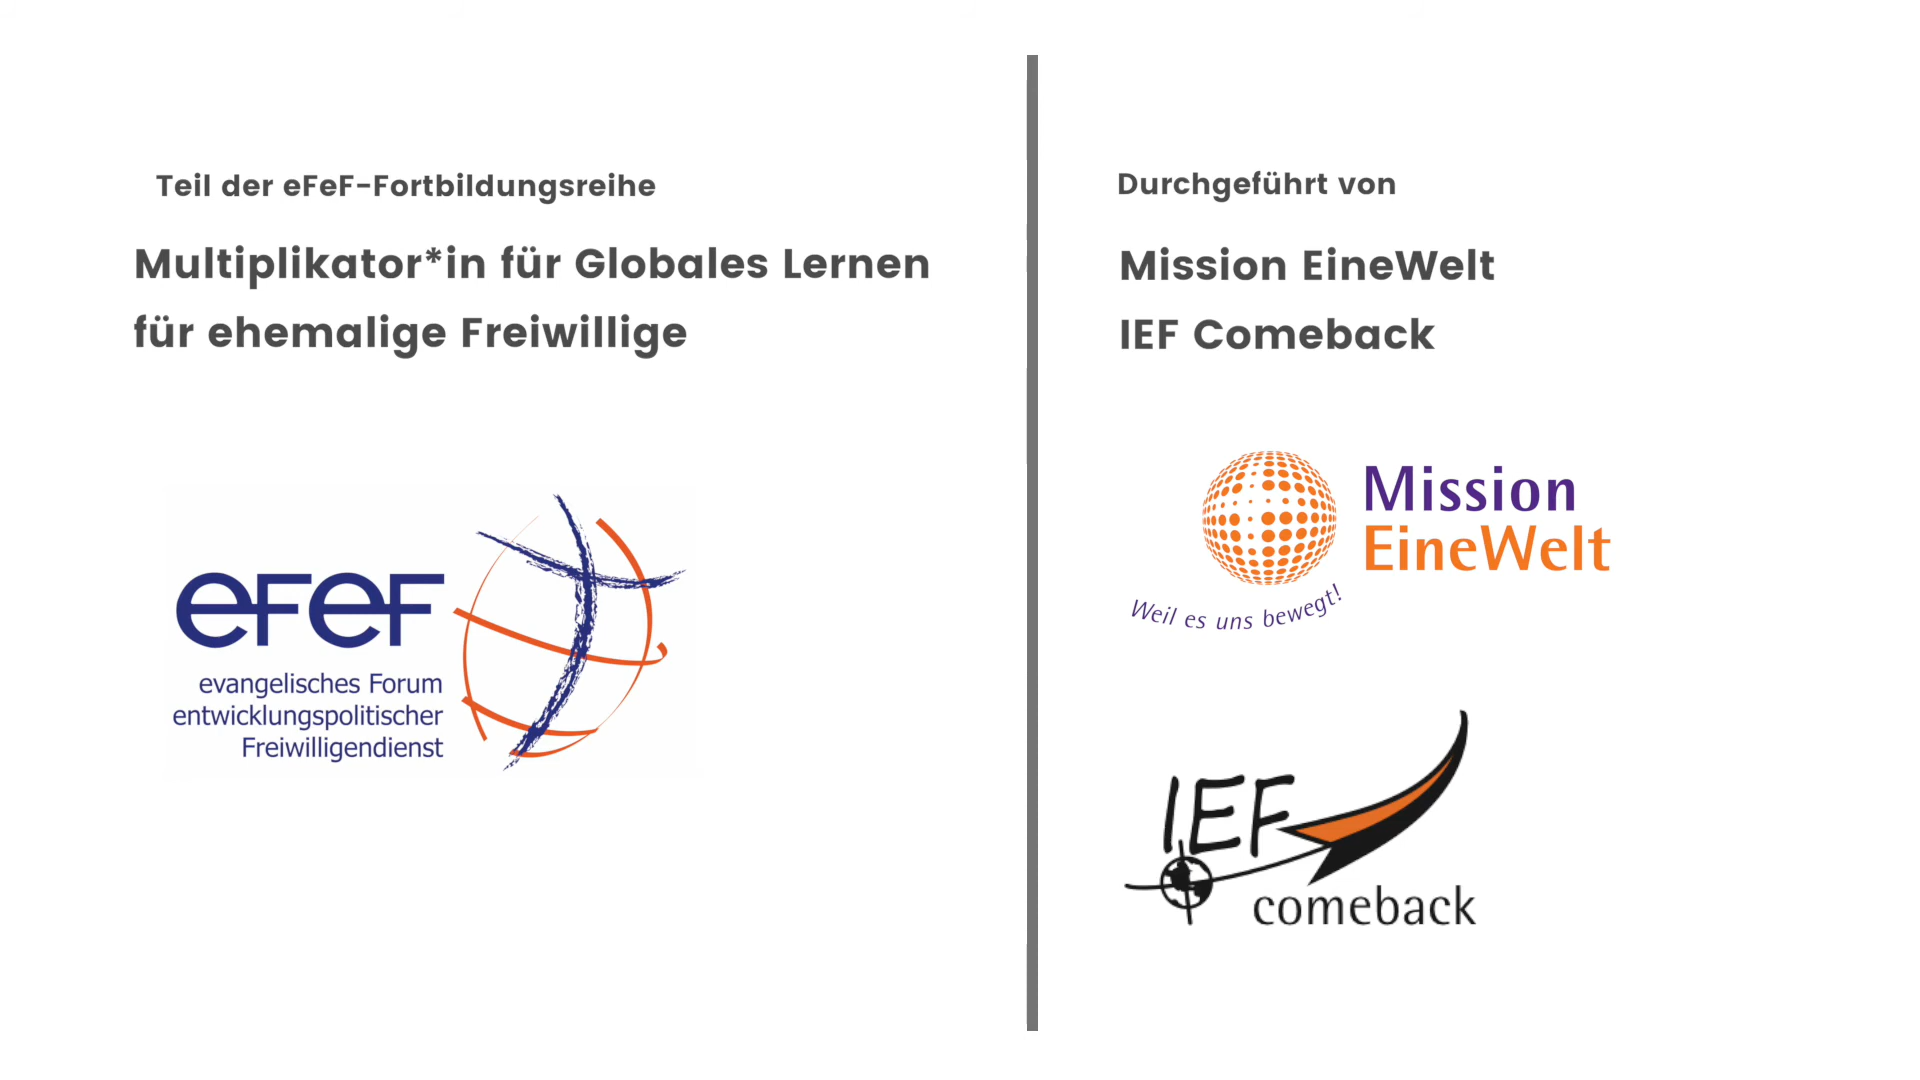 Teil der eFeF-Fortbildungsreihe
Multiplikator*in für Globales Lernen
für ehemalige Freiwillige
eFeF
evangelisches Forum
entwicklungspolitischer
Freiwilligendienst
Durchgeführt von
Mission EineWelt
IEF Comeback
Mission
EineWelt
Weil es uns bewegt!
IEF
comeback